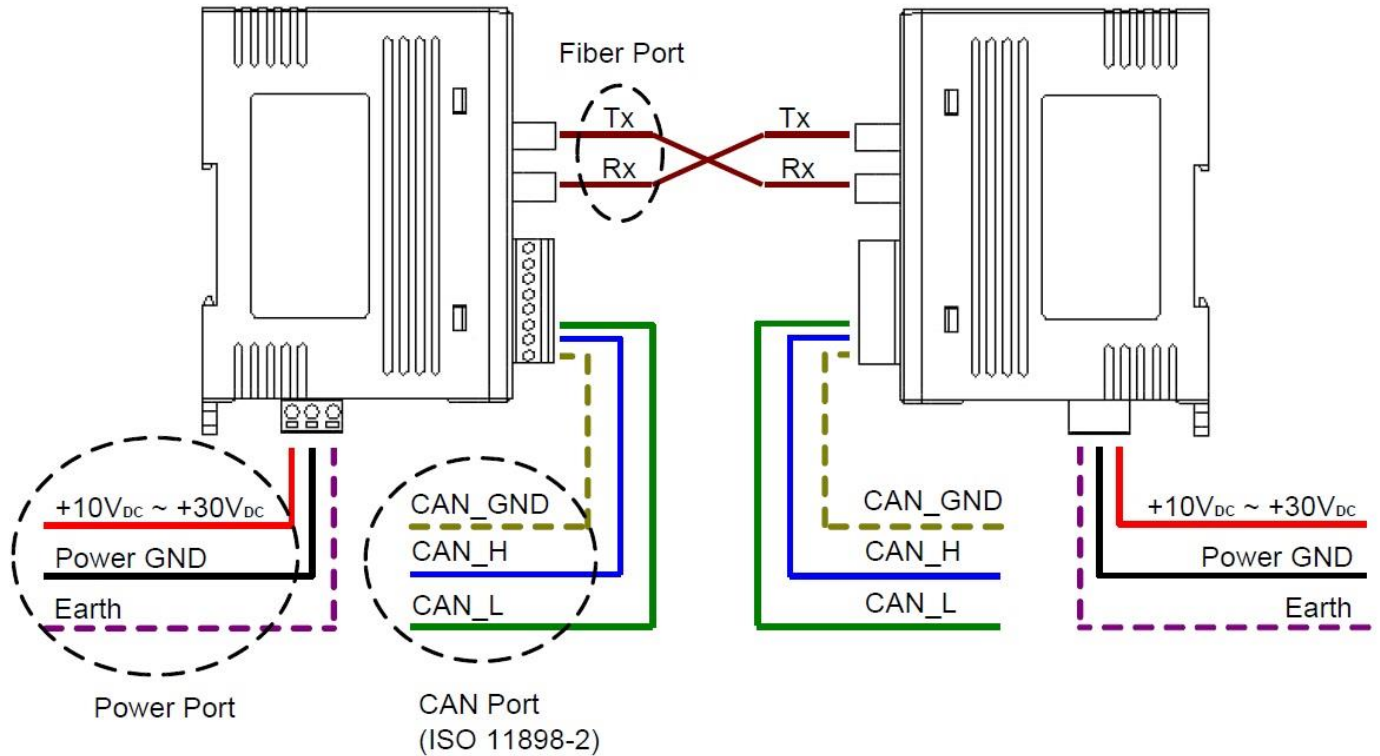 Fiber Port
Tx
Tx
Rx
Rx
+10VDC ~ +30VDC
Power GND
Earth
CAN_GND
CAN_H
CAN_L
CAN_GND
CAN_H
CAN_L
+10VDC ~ +30VDC
Power GND
Earth
Power Port
CAN Port
(ISO 11898-2)